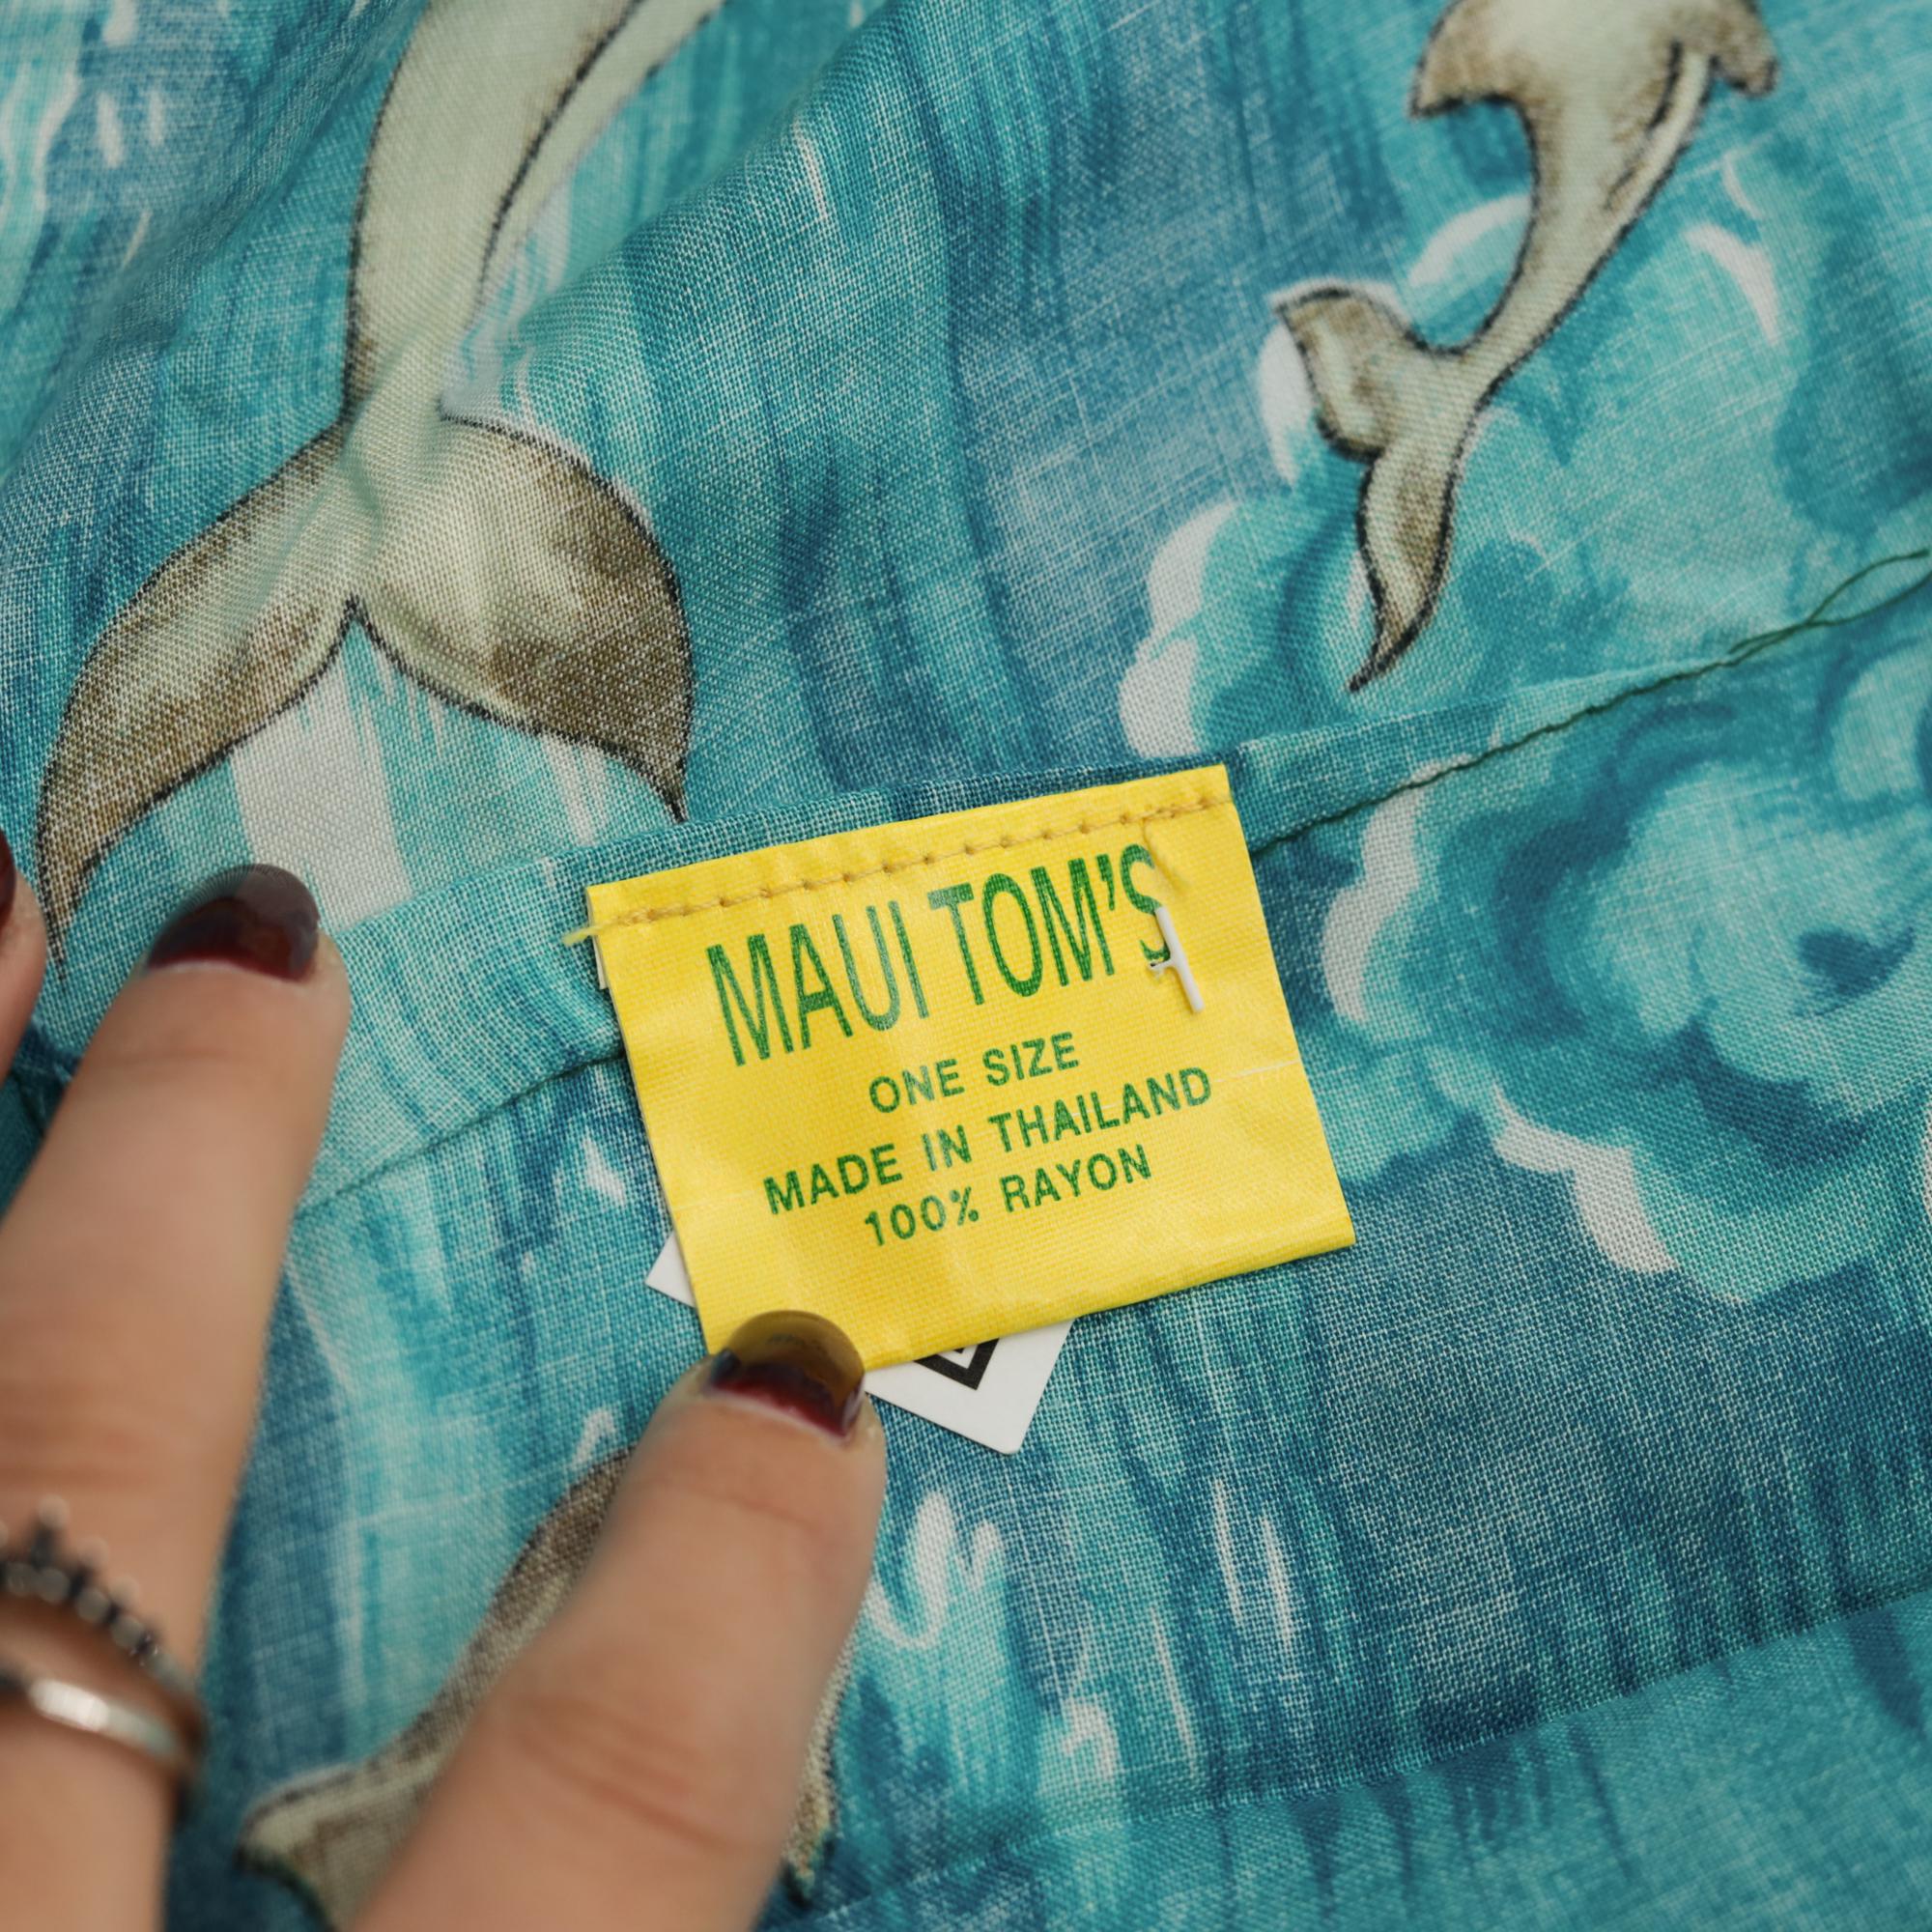 MAUI TOM'S
ONE SIZE
MADE IN THAILAND
100% RAYON